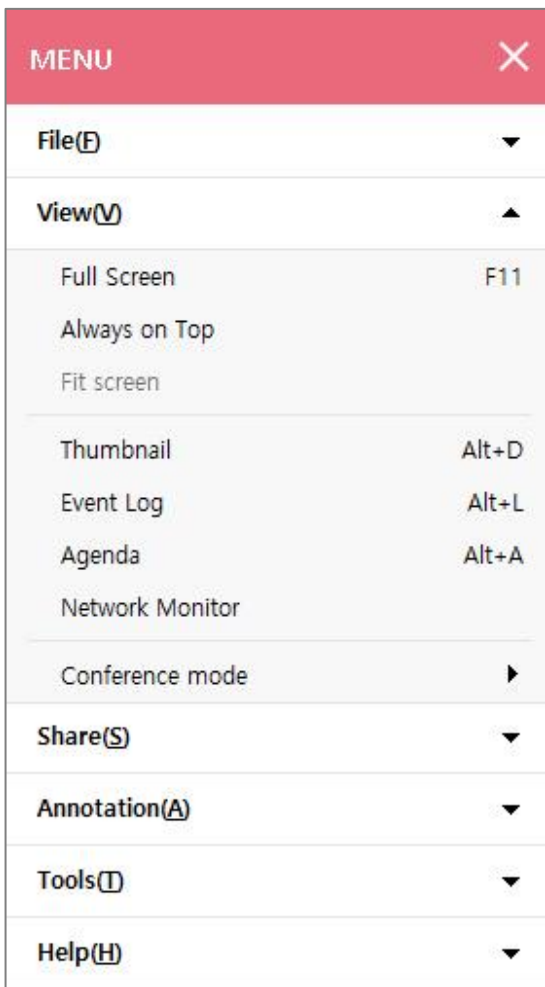 MENU
File(F)
View(V)
Full Screen F11
Always on Top
Fit screen
Thumbnail Alt+D
Event Log Alt+L
Agenda Alt+A
Network Monitor
Conference mode
Share(S)
Annotation(A)
Tools(T)
Help(H)